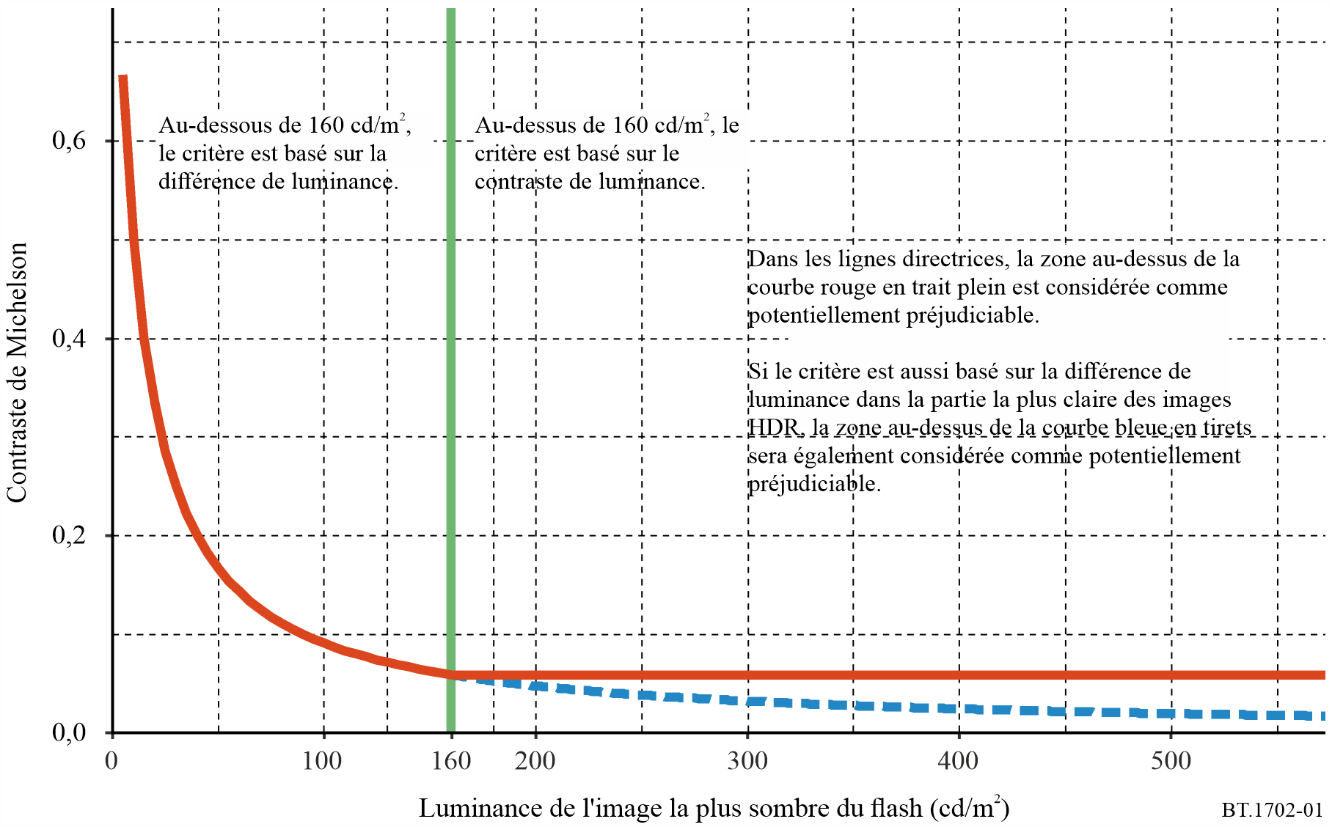 Au-dessous de 160 cd/m²,
le critère est basé sur la
différence de luminance.
Au-dessus de 160 cd/m², le
critère est basé sur le
contraste de luminance.
Dans les lignes directrices, la zone au-dessus de la
courbe rouge en trait plein est considérée comme
potentiellement préjudiciable.
Si le critère est aussi basé sur la différence de
luminance dans la partie la plus claire des images
HDR, la zone au-dessus de la courbe bleue en tirets
sera également considérée comme potentiellement
préjudiciable.
Contraste de Michelson
0,6
0,4
0,2
0,0
0
100
160
200
300
400
500
Luminance de l'image la plus sombre du flash (cd/m²)
BT.1702-01